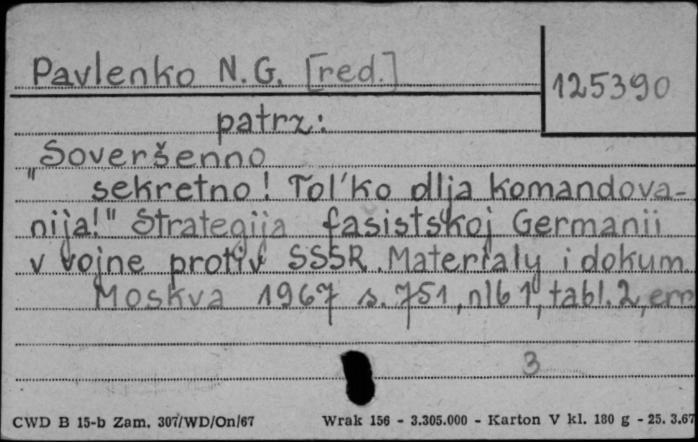 Pavlenko N.G. [red.]
125390
patrz:
"Soveršenno
sekretno! Tol'ko dlja komandova-
nija!" Strategija fašistskoj Germanii
v vojne protiv SSSR. Materialy i dokum.
Moskva 1967 s. 751, nlb 1, tabl. 2, err
3
CWD B 15-b Zam. 307/WD/On/67 Wrak 156 - 3.305.000 - Karton V kl. 180 g - 25. 3.67